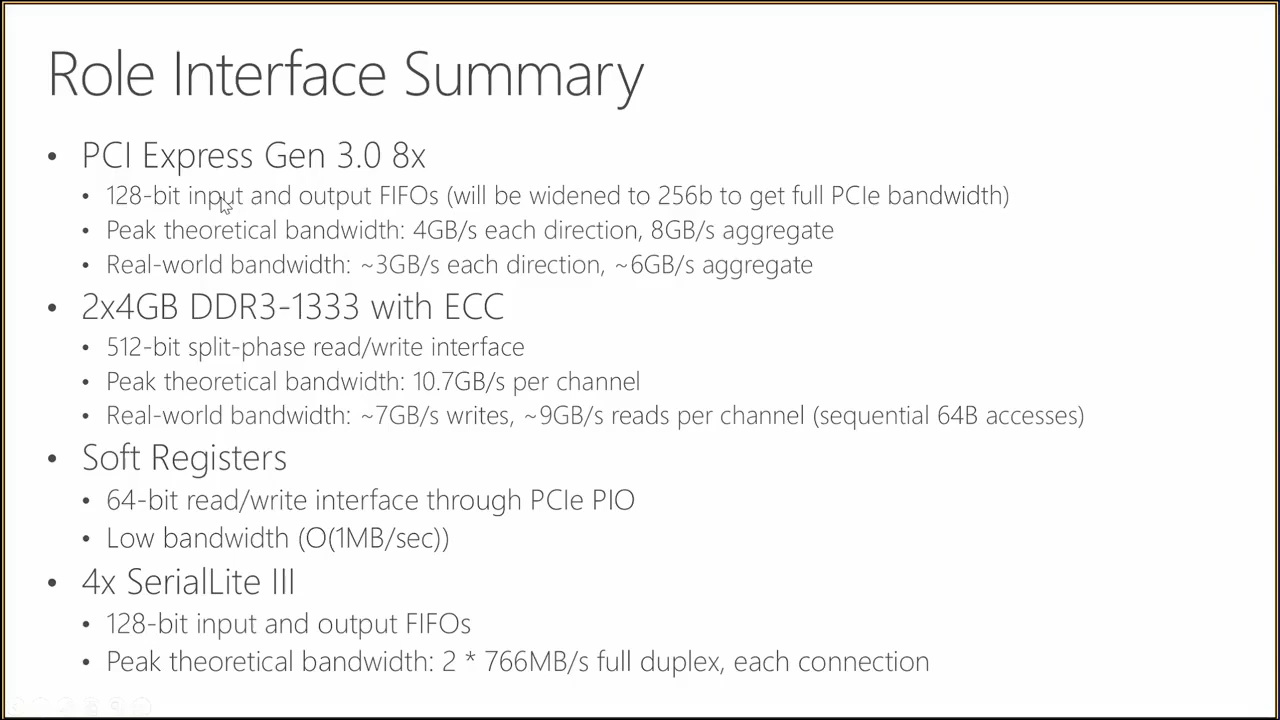 Role Interface Summary
• PCI Express Gen 3.0 8x
• 128-bit input and output FIFOs (will be widened to 256b to get full PCIe bandwidth)
• Peak theoretical bandwidth: 4GB/s each direction, 8GB/s aggregate
• Real-world bandwidth: ~3GB/s each direction, ~6GB/s aggregate
• 2x4GB DDR3-1333 with ECC
• 512-bit split-phase read/write interface
• Peak theoretical bandwidth: 10.7GB/s per channel
• Real-world bandwidth: ~7GB/s writes, ~9GB/s reads per channel (sequential 64B accesses)
• Soft Registers
• 64-bit read/write interface through PCIe PIO
• Low bandwidth (O(1MB/sec))
• 4x SerialLite III
• 128-bit input and output FIFOs
• Peak theoretical bandwidth: 2 * 766MB/s full duplex, each connection